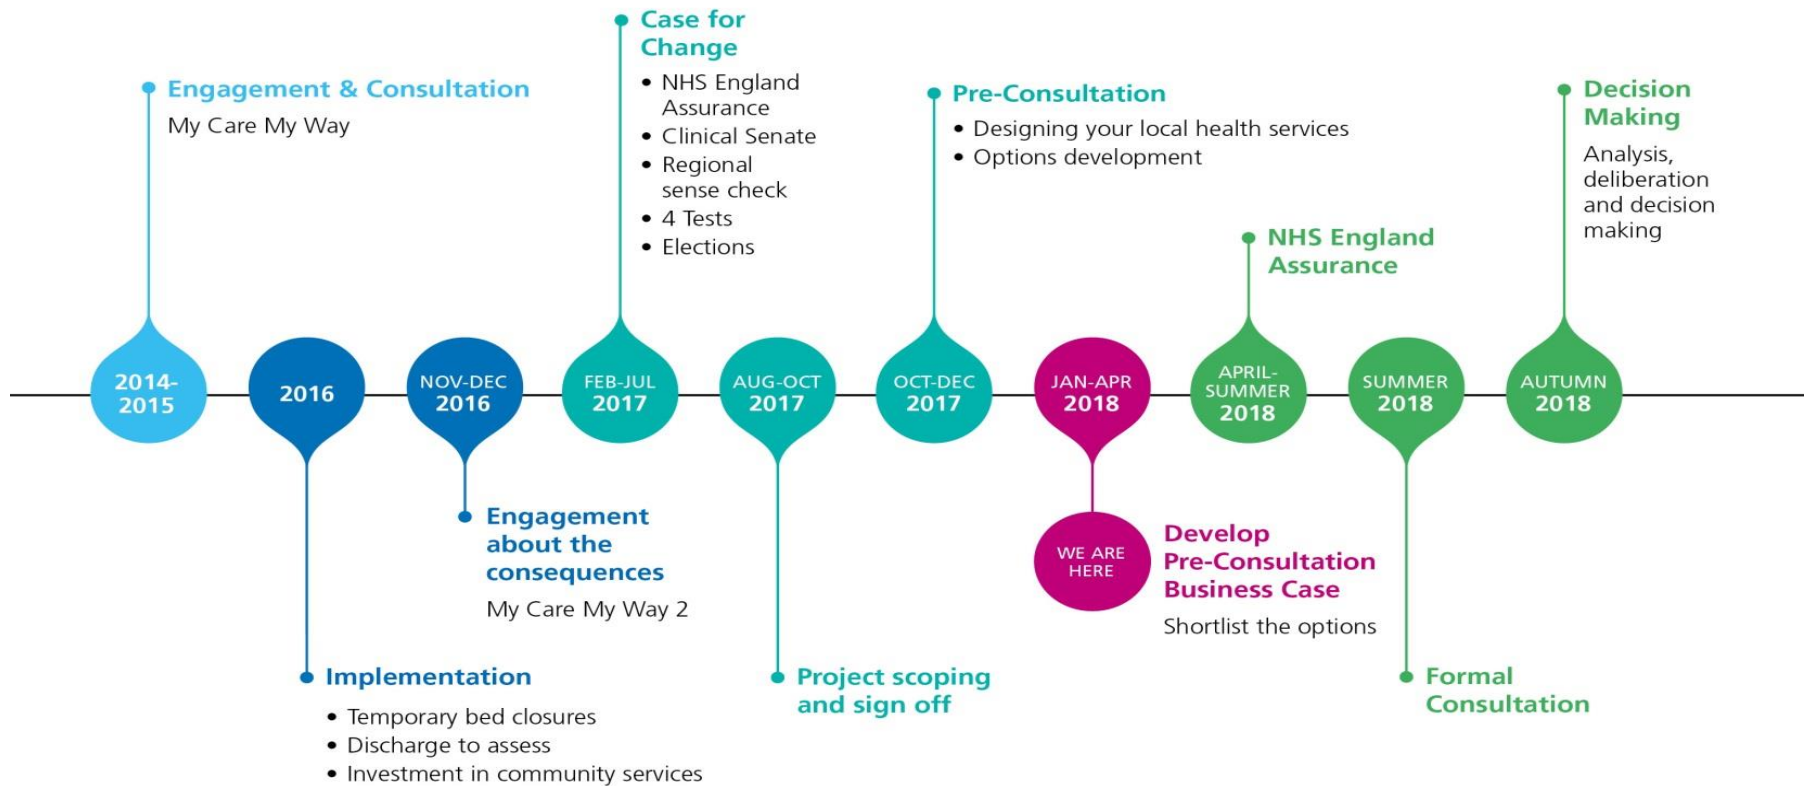 Engagement & Consultation
My Care My Way
Case for
Change
• NHS England
Assurance
• Clinical Senate
• Regional
sense check
• 4 Tests
• Elections
Pre-Consultation
• Designing your local health services
• Options development
NHS England
Assurance
Decision
Making
Analysis,
deliberation
and decision
making
2014-
2015
2016
NOV-DEC
2016
FEB-JUL
2017
AUG-OCT
2017
OCT-DEC
2017
JAN-APR
2018
APRIL-
SUMMER
2018
SUMMER
2018
AUTUMN
2018
Implementation
• Temporary bed closures
• Discharge to assess
• Investment in community services
Engagement
about the
consequences
My Care My Way 2
Project scoping
and sign off
WE ARE
HERE
Develop
Pre-Consultation
Business Case
Shortlist the options
Formal
Consultation